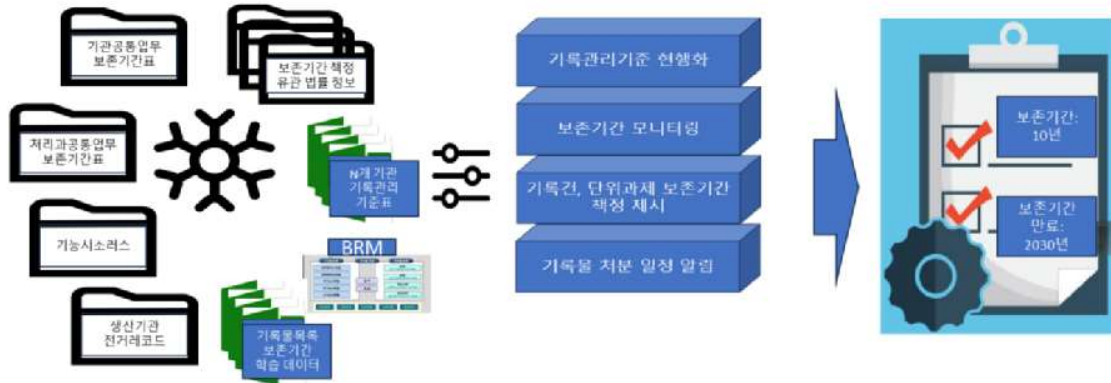 기관공통업무
보존기간표
보존기간 책정
유관 법률 정보
처리과공통업무
보존기간표
N개 기관
기록관리
기준표
기능시소러스
BRM
생산기관
전거레코드
기록물목록
보존기간
학습 데이터
기록관리기준 현행화
보존기간 모니터링
기록건, 단위과제 보존기간
책정 제시
기록물 처분 일정 알림
보존기간:
10년
보존기간
만료:
2030년